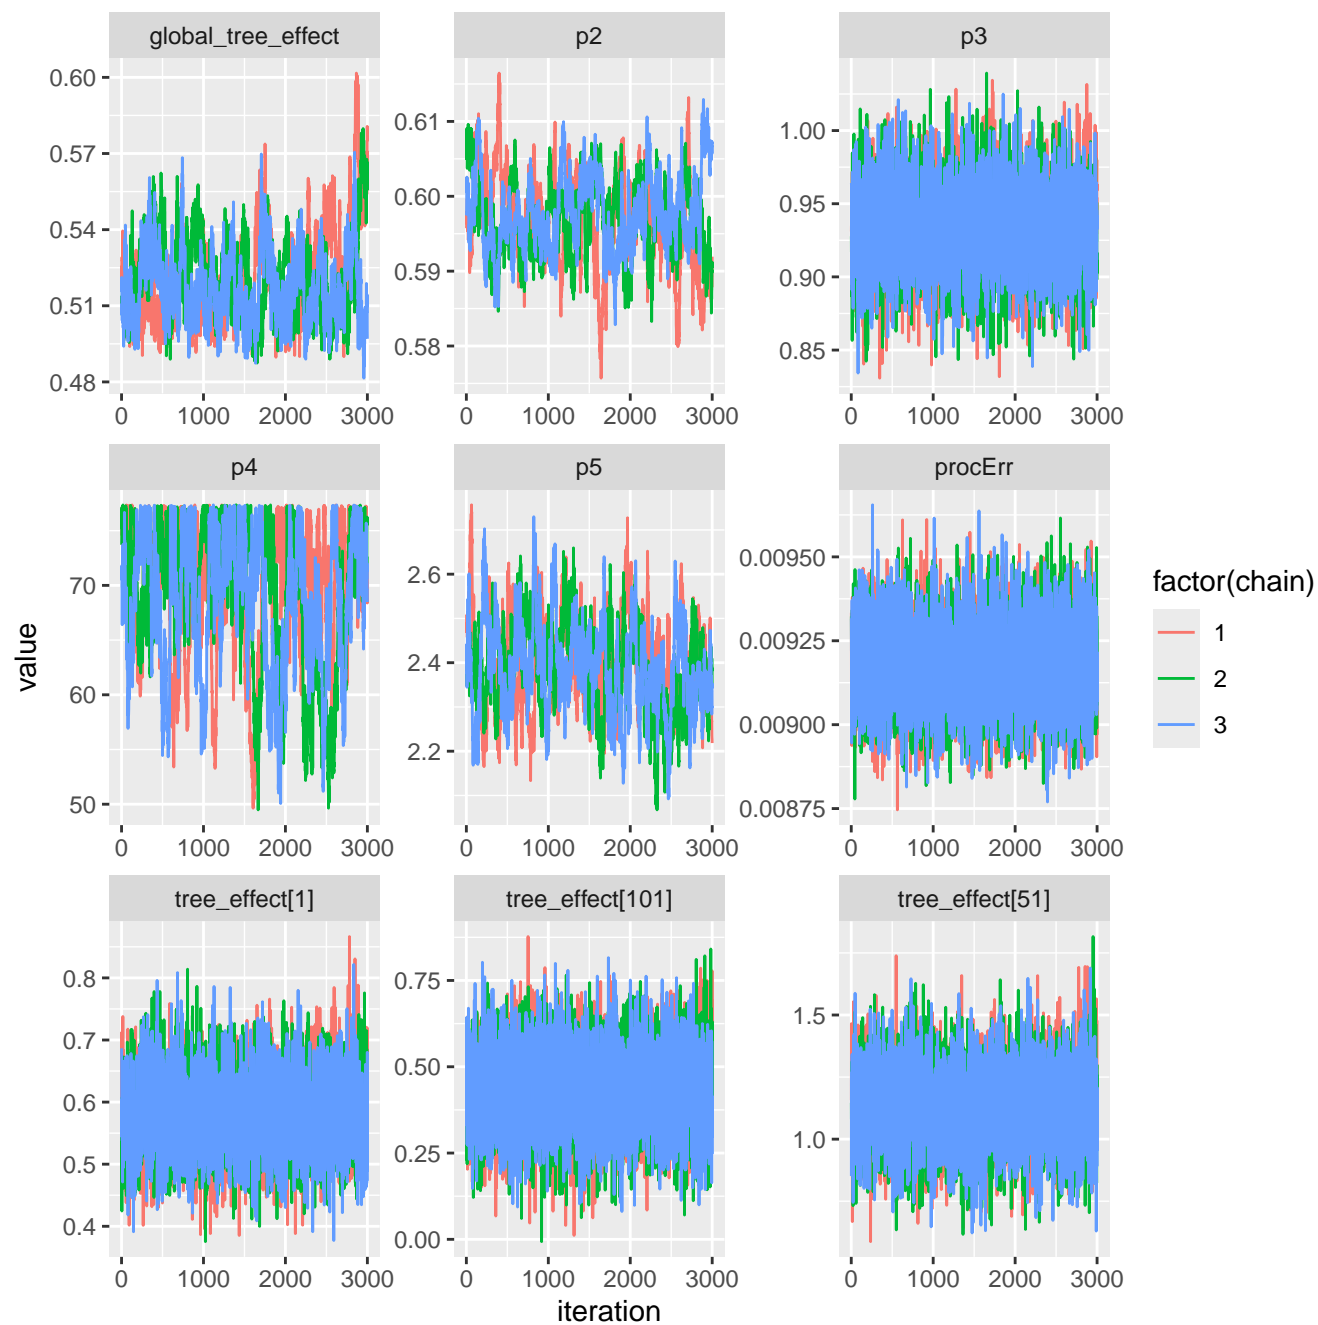 global_tree_effect
p2
p3
0.60
0.57
0.54
0.51
0.48
0.61
0.60
0.59
0.58
1.00
0.95
0.90
0.85
0 1000 2000 3000
0 1000 2000 3000
0 1000 2000 3000
p4
p5
procErr
value
70
60
50
2.6
2.4
2.2
0.00950
0.00925
0.00900
0.00875
0 1000 2000 3000
0 1000 2000 3000
0 1000 2000 3000
factor(chain)
1
2
3
tree_effect[1]
tree_effect[101]
tree_effect[51]
0.8
0.7
0.6
0.5
0.4
0.75
0.50
0.25
0.00
1.5
1.0
0 1000 2000 3000
0 1000 2000 3000
0 1000 2000 3000
iteration